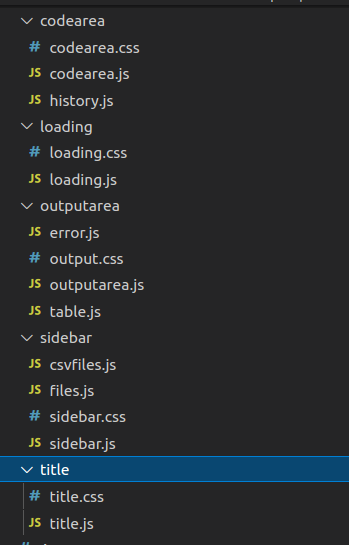 codearea
# codearea.css
JS codearea.js
JS history.js
loading
# loading.css
JS loading.js
outputarea
JS error.js
# output.css
JS outputarea.js
JS table.js
sidebar
JS csvfiles.js
JS files.js
# sidebar.css
JS sidebar.js
title
# title.css
JS title.js